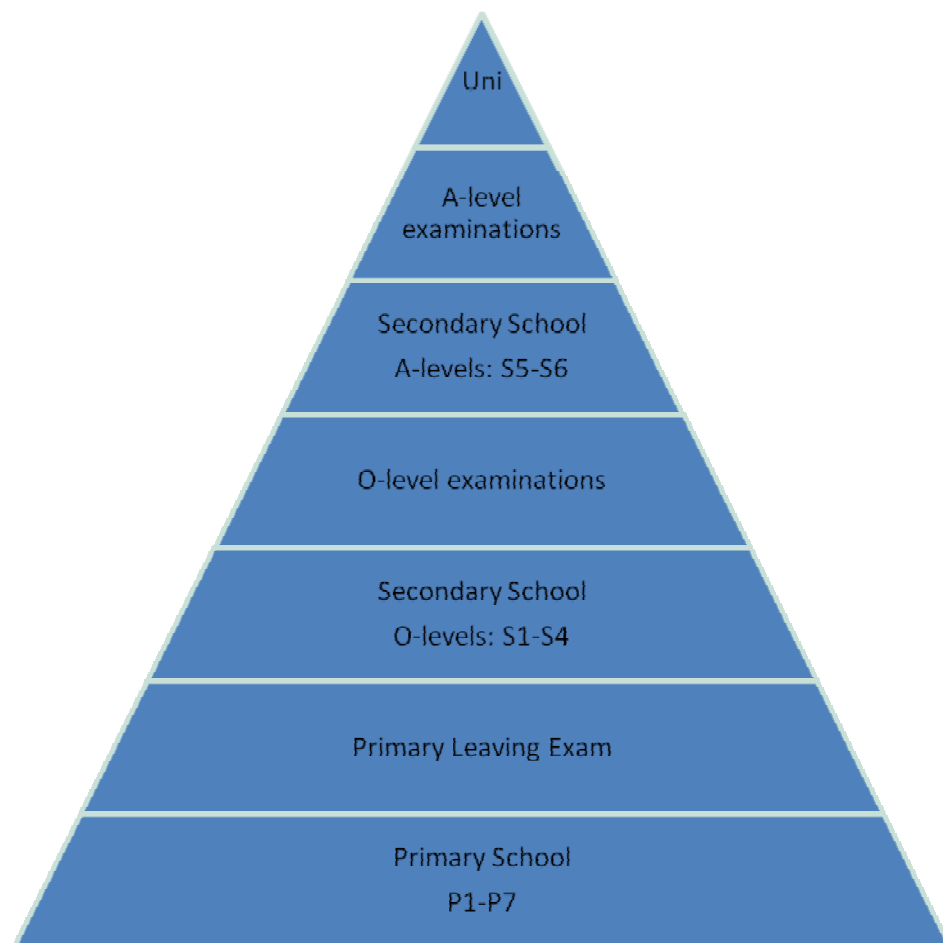 Uni
A-level
examinations
Secondary School
A-levels: S5-S6
O-level examinations
Secondary School
O-levels: S1-S4
Primary Leaving Exam
Primary School
P1-P7